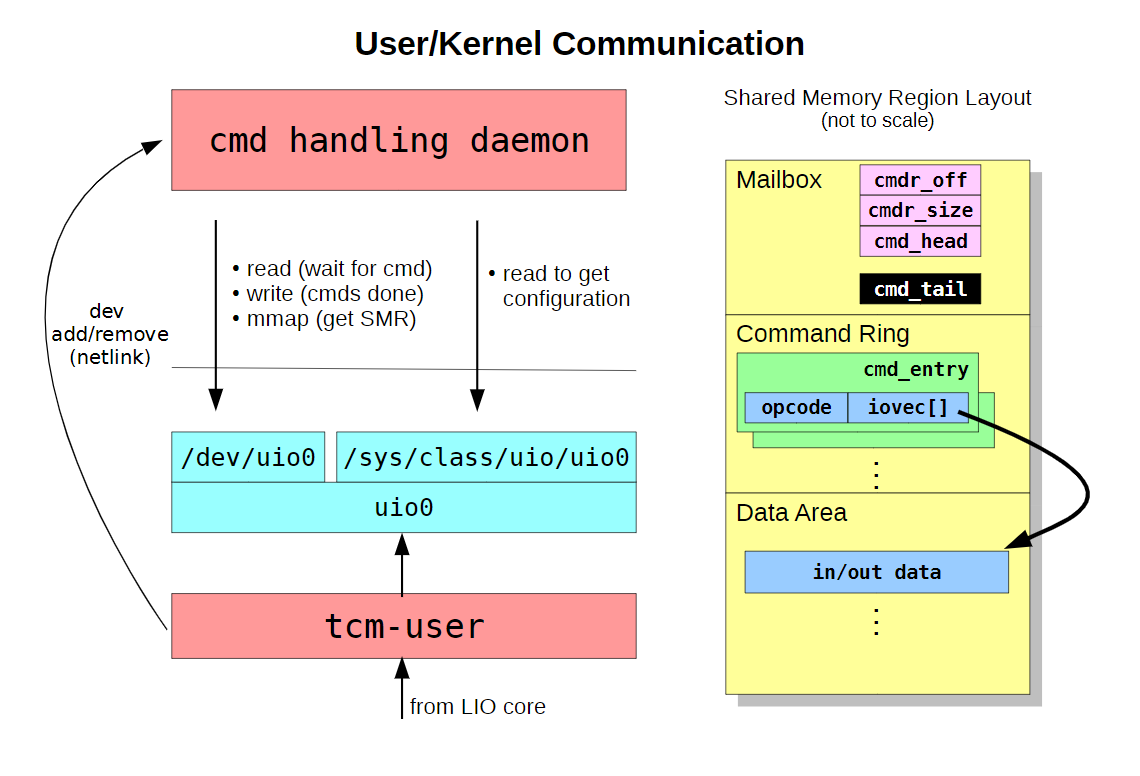 User/Kernel Communication
cmd handling daemon
• read (wait for cmd)
• write (cmds done)
• mmap (get SMR)
• read to get
configuration
dev
add/remove
(netlink)
/dev/uio0
/sys/class/uio/uio0
uio0
tcm-user
from LIO core
Shared Memory Region Layout
(not to scale)
Mailbox
cmdr_off
cmdr_size
cmd_head
cmd_tail
Command Ring
cmd_entry
opcode
iovec[]
Data Area
in/out data